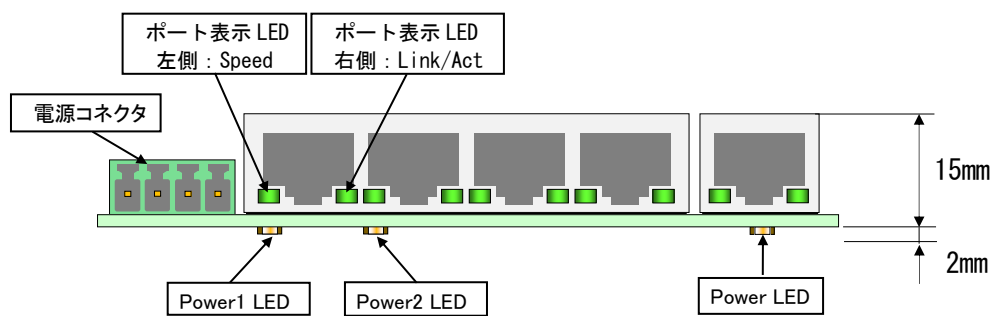 ポート表示 LED
左側：Speed
ポート表示 LED
右側：Link/Act
電源コネクタ
15mm
2mm
Power1 LED
Power2 LED
Power LED